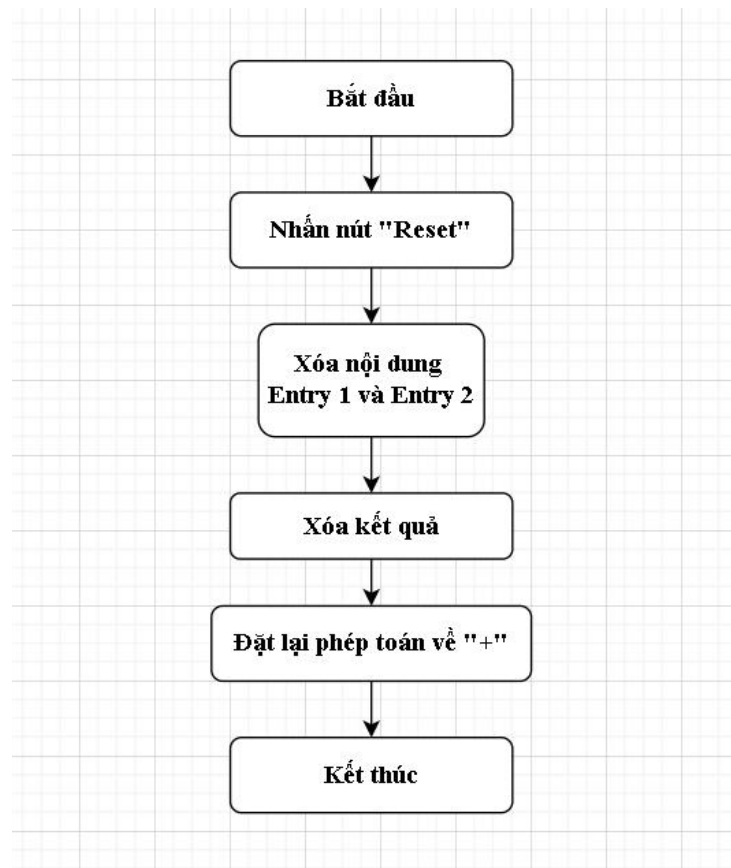 Bắt đầu
Nhấn nút "Reset"
Xóa nội dung
Entry 1 và Entry 2
Xóa kết quả
Đặt lại phép toán về "+"
Kết thúc